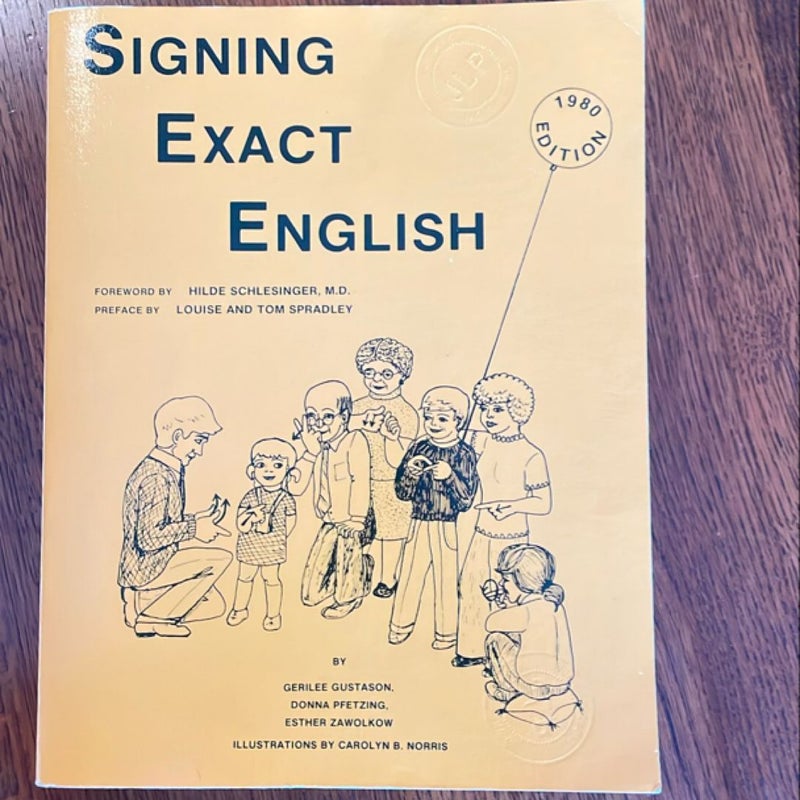 SIGNING
EXACT
ENGLISH
1980
EDITION
FOREWORD BY HILDE SCHLESINGER, M.D.
PREFACE BY LOUISE AND TOM SPRADLEY
BY
GERILEE GUSTASON,
DONNA PFETZING,
ESTHER ZAWOLKOW
ILLUSTRATIONS BY CAROLYN B. NORRIS